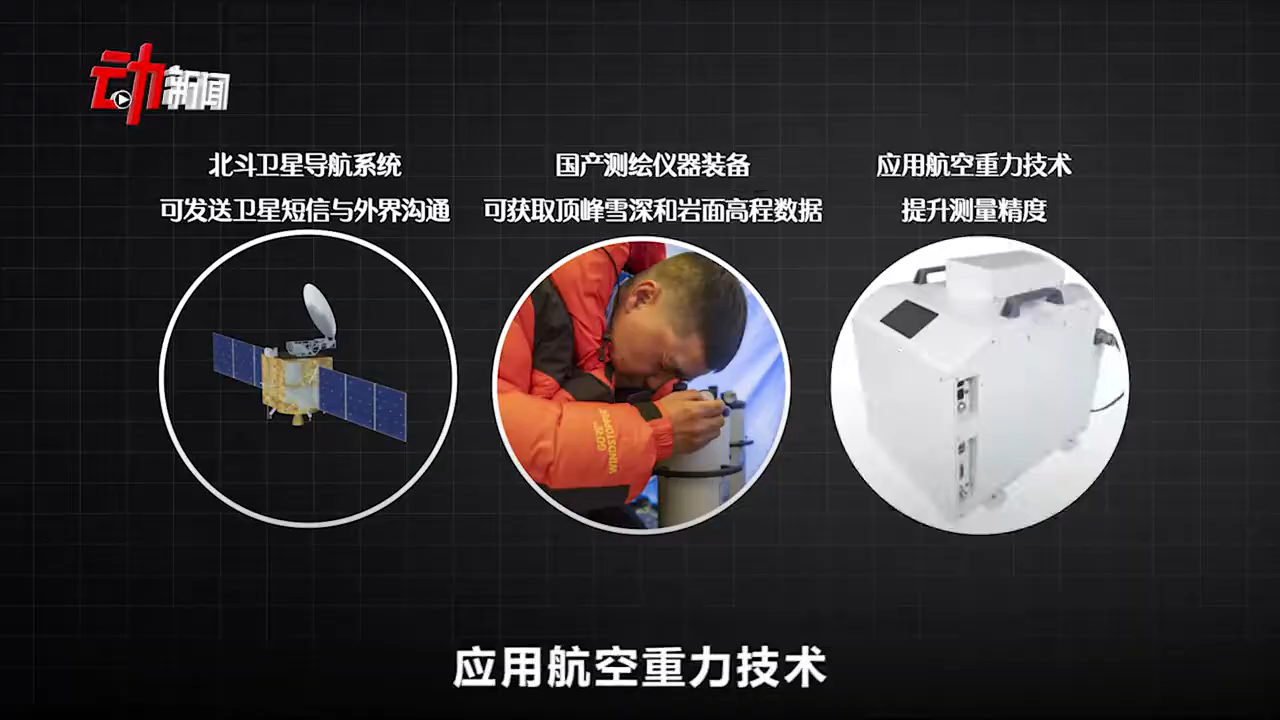 动新闻
北斗卫星导航系统
可发送卫星短信与外界沟通
国产测绘仪器装备
可获取顶峰雪深和岩面高程数据
应用航空重力技术
提升测量精度
GORE
WINDSTOPPER
应用航空重力技术